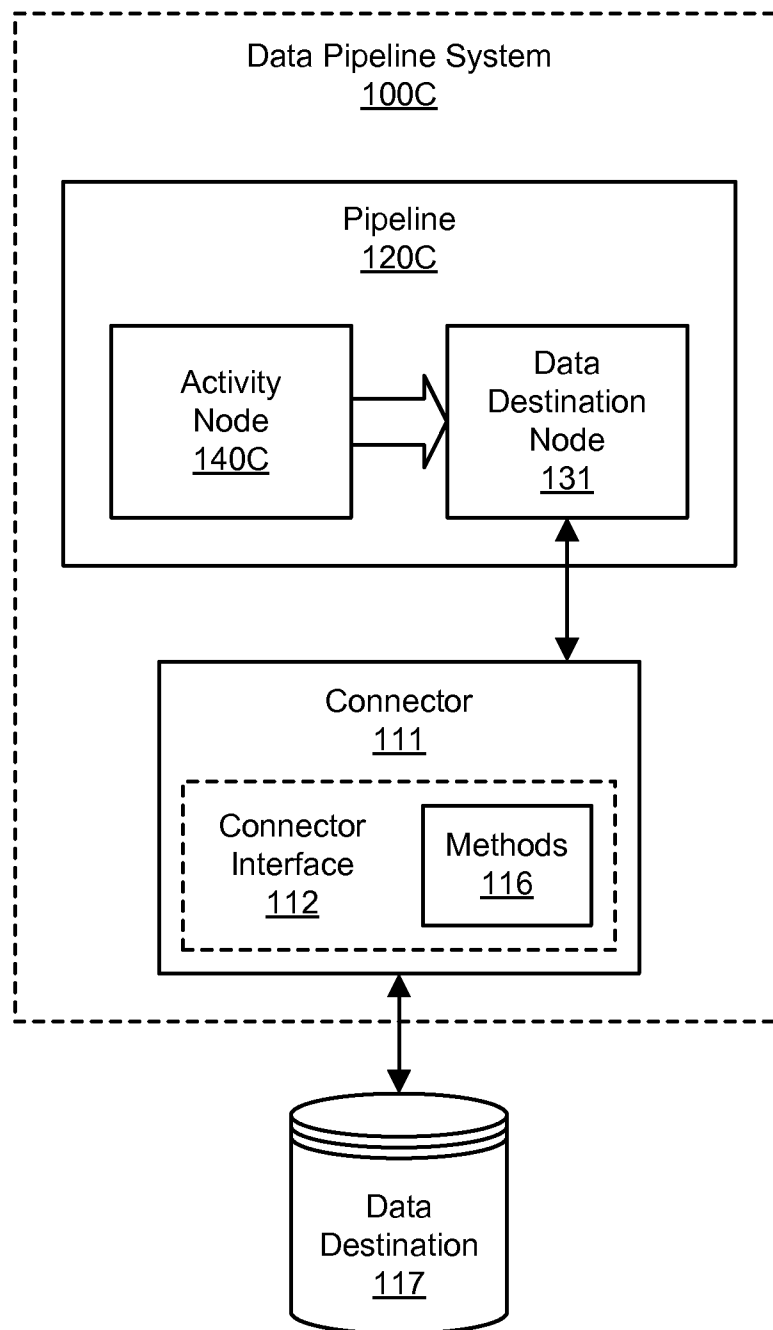 Data Pipeline System
100C
Pipeline
120C
Activity
Node
140C
Data
Destination
Node
131
Connector
111
Connector
Interface
112
Methods
116
Data
Destination
117